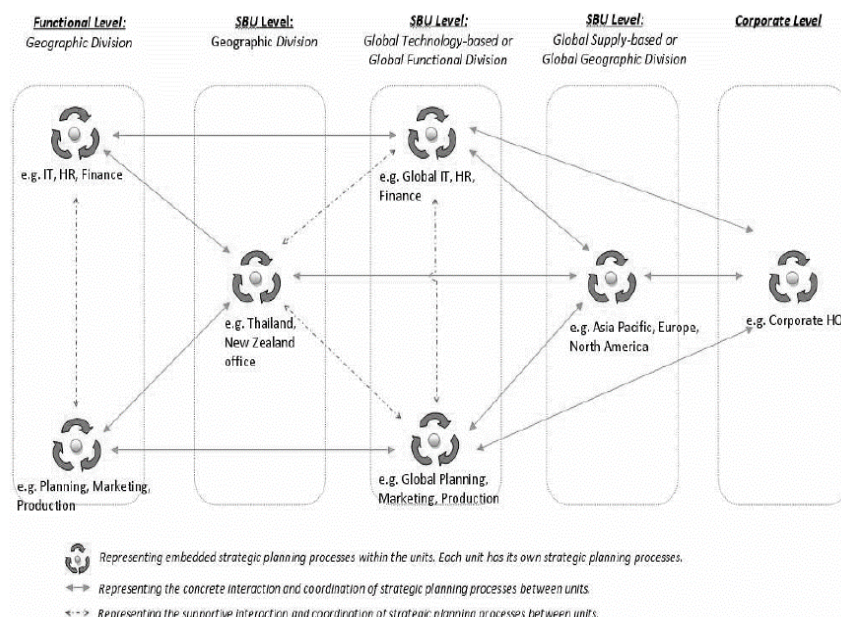 Functional Level:
Geographic Division
SBU Level:
Geographic Division
SBU Level:
Global Technology-based or
Global Functional Division
SBU Level:
Global Supply-based or
Global Geographic Division
Corporate Level
e.g. IT, HR, Finance
e.g. Global IT, HR,
Finance
e.g. Thailand,
New Zealand
office
e.g. Asia Pacific, Europe,
North America
e.g. Corporate HQ
e.g. Planning, Marketing,
Production
e.g. Global Planning,
Marketing, Production
Representing embedded strategic planning processes within the units. Each unit has its own strategic planning processes.
Representing the concrete interaction and coordination of strategic planning processes between units.
Representing the supportive interaction and coordination of strategic planning processes between units.